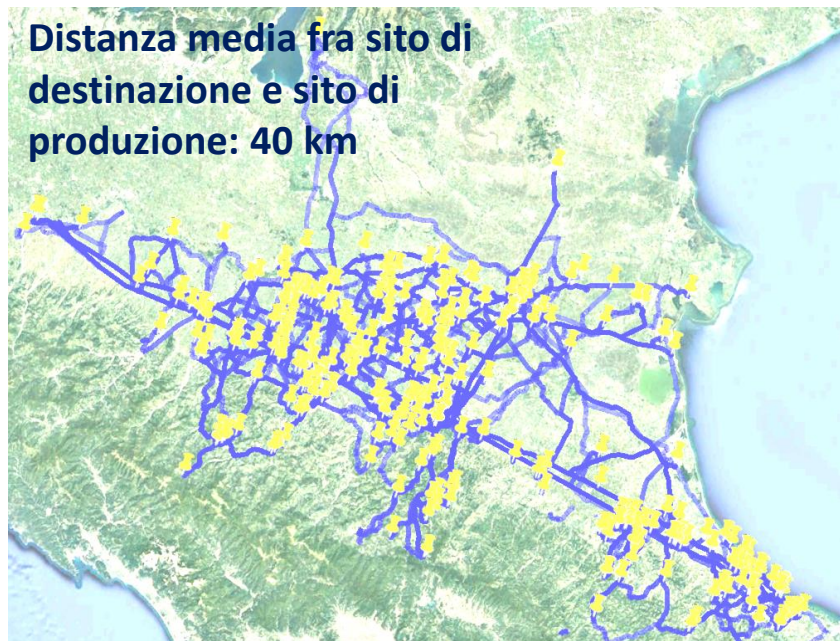 Distanza media fra sito di
destinazione e sito di
produzione: 40 km